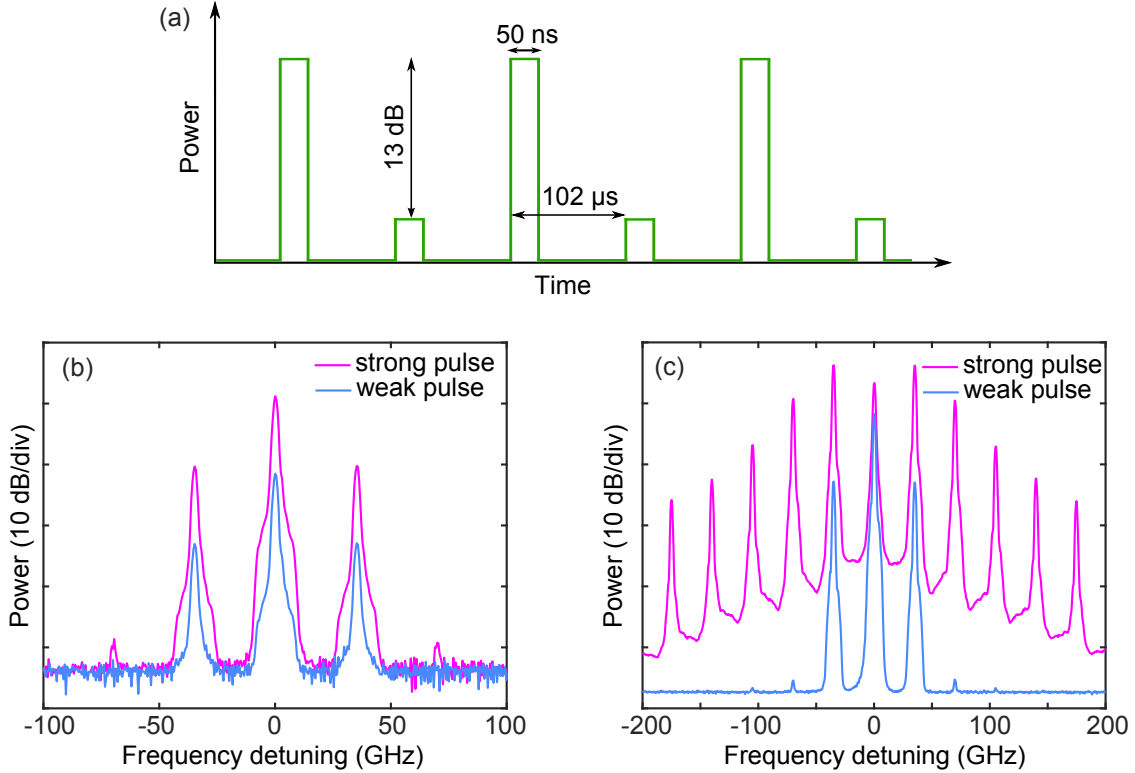 (a)
50 ns
13 dB
102 µs
Power
Time
(b)
strong pulse
weak pulse
Power (10 dB/div)
-100 -50 0 50 100
Frequency detuning (GHz)
(c)
strong pulse
weak pulse
Power (10 dB/div)
-200 -100 0 100 200
Frequency detuning (GHz)